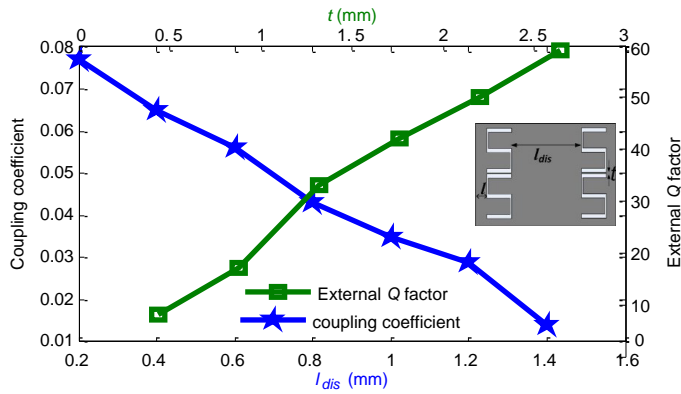 t (mm)
0 0.5 1 1.5 2 2.5 3
0.08 60
0.07 50
0.06 40
0.05 30
0.04 20
0.03 10
0.02 0
0.01
Coupling coefficient
External Q factor
l_dis
t
l
External Q factor
coupling coefficient
0.2 0.4 0.6 0.8 1 1.2 1.4 1.6
l_dis (mm)